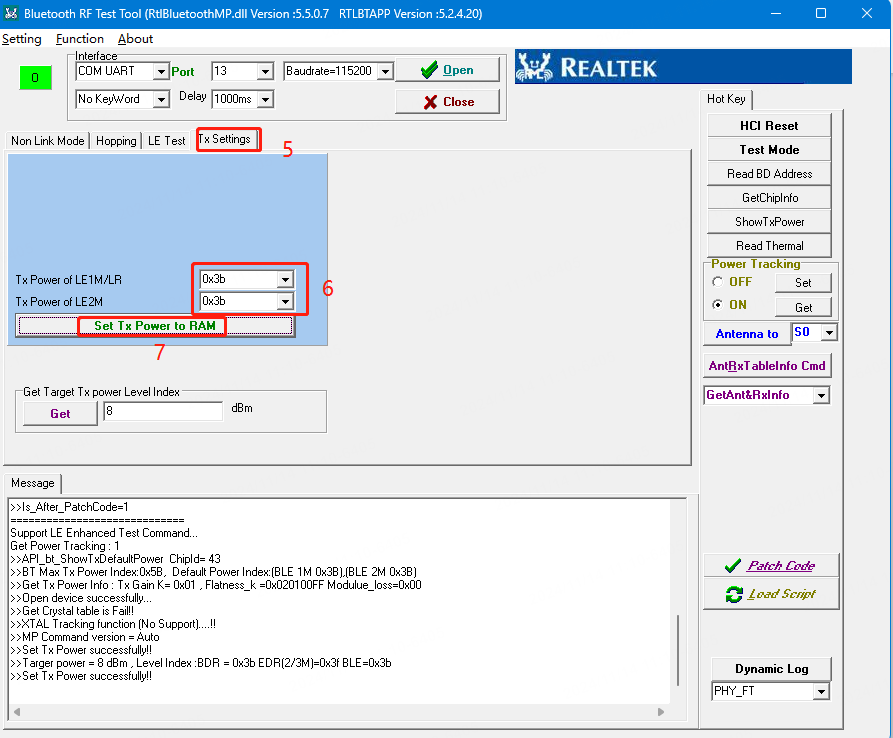 Bluetooth RF Test Tool (RtlBluetoothMP.dll Version :5.5.0.7 RTLBTAPP Version :5.2.4.20)
Setting Function About
0
Interface
COM UART Port 13 Baudrate=115200 Open
No KeyWord Delay 1000ms Close
REALTEK
Hot Key
Non Link Mode Hopping LE Test Tx Settings 5
HCI Reset
Test Mode
Read BD Address
GetChipInfo
ShowTxPower
Read Thermal
Power Tracking
OFF Set
ON Get
Antenna to S0
AntRxTableInfo Cmd
GetAnt&RxInfo
Tx Power of LE1M/LR 0x3b
Tx Power of LE2M 0x3b
6
Set Tx Power to RAM
7
Get Target Tx power Level Index
Get 8 dBm
Message
>>Is_After_PatchCode=1
=============================
Support LE Enhanced Test Command...
Get Power Tracking : 1
>>API_bt_ShowTxDefaultPower ChipId= 43
>>BT Max Tx Power Index:0x5B, Default Power Index:(BLE 1M 0x3B),(BLE 2M 0x3B)
>>Get Tx Power Info : Tx Gain K= 0x01 , Flatness_k =0x020100FF Modulue_loss=0x00
>>Open device successfully...
>>Get Crystal table is Fail!!
>>XTAL Tracking function (No Support)....!!
>>MP Command version = Auto
>>Set Tx Power successfully!!
>>Targer power = 8 dBm , Level Index :BDR = 0x3b EDR(2/3M)=0x3f BLE=0x3b
>>Set Tx Power successfully!!
Patch Code
Load Script
Dynamic Log
PHY_FT